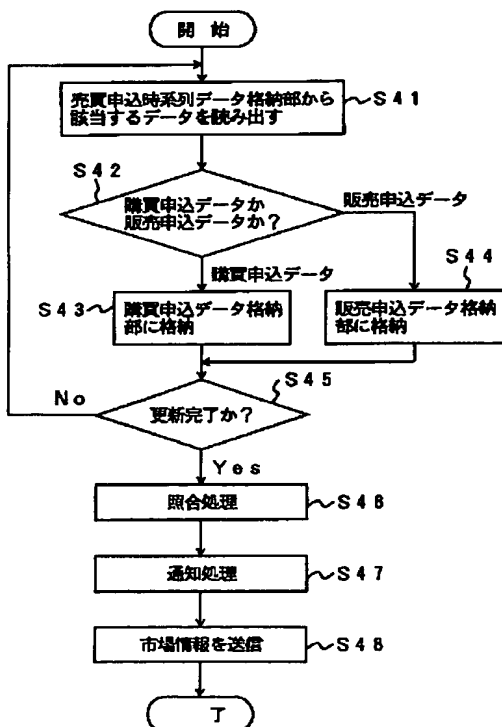 開 始
売買申込時系列データ格納部から
該当するデータを読み出す
S41
S42
購買申込データか
販売申込データか？
販売申込データ
購買申込データ
S43
購買申込データ格納
部に格納
S44
販売申込データ格納
部に格納
S45
No
更新完了か？
Yes
照合処理
S46
通知処理
S47
市場情報を送信
S48
了